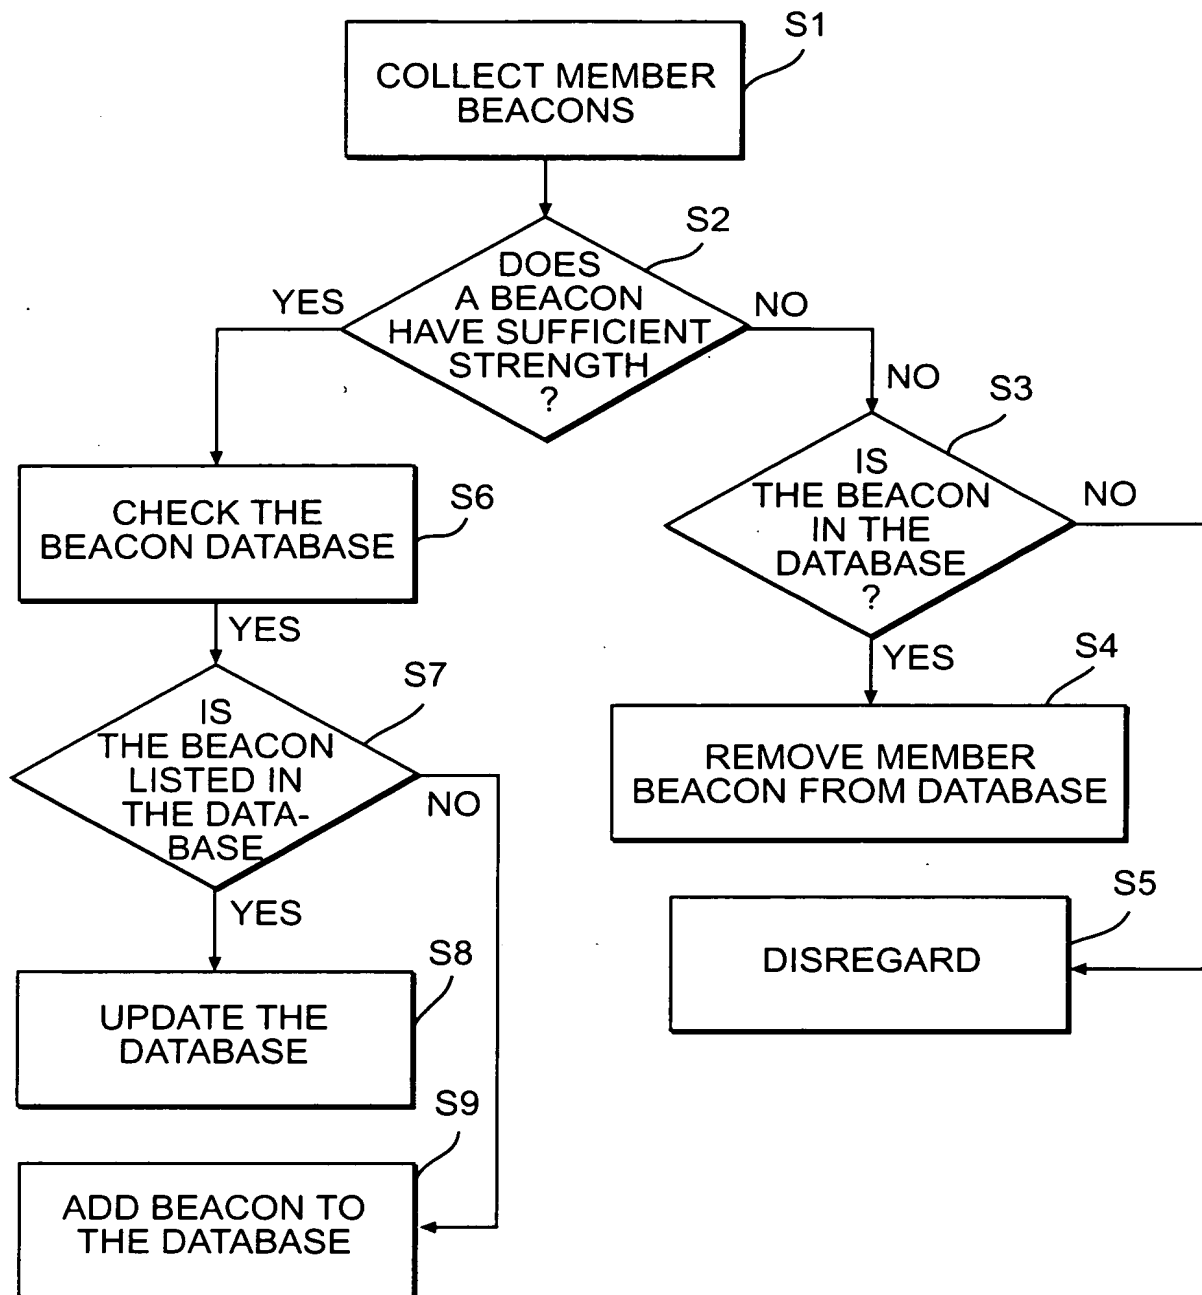 S1
COLLECT MEMBER
BEACONS
S2
DOES
A BEACON
HAVE SUFFICIENT
STRENGTH
?
YES
NO
NO
S3
IS
THE BEACON
IN THE
DATABASE
?
NO
YES
S4
REMOVE MEMBER
BEACON FROM DATABASE
S5
DISREGARD
S6
CHECK THE
BEACON DATABASE
YES
S7
IS
THE BEACON
LISTED IN
THE DATA-
BASE
NO
YES
S8
UPDATE THE
DATABASE
S9
ADD BEACON TO
THE DATABASE